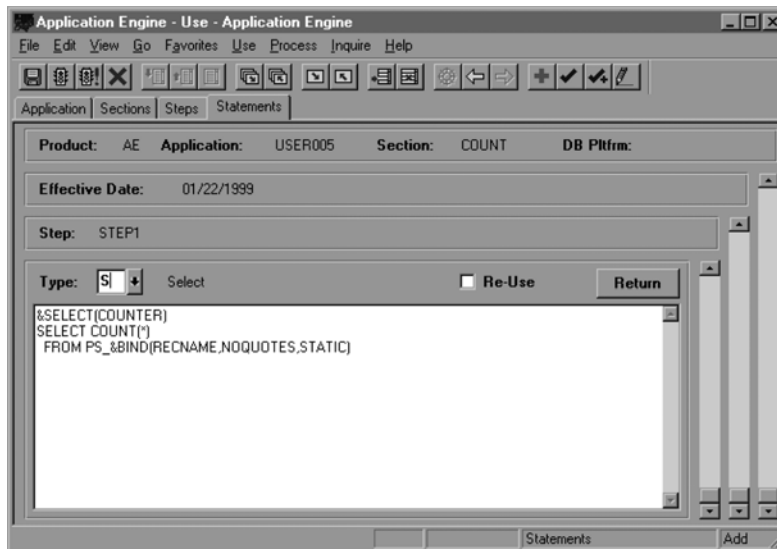 Application Engine - Use - Application Engine
File Edit View Go Favorites Use Process Inquire Help
Application Sections Steps Statements
Product: AE Application: USER005 Section: COUNT DB Pltfrm:
Effective Date: 01/22/1999
Step: STEP1
Type: S Select Re-Use Return
&SELECT(COUNTER)
SELECT COUNT(*)
FROM PS_&BIND(RECNAME,NOQUOTES,STATIC)
Statements Add